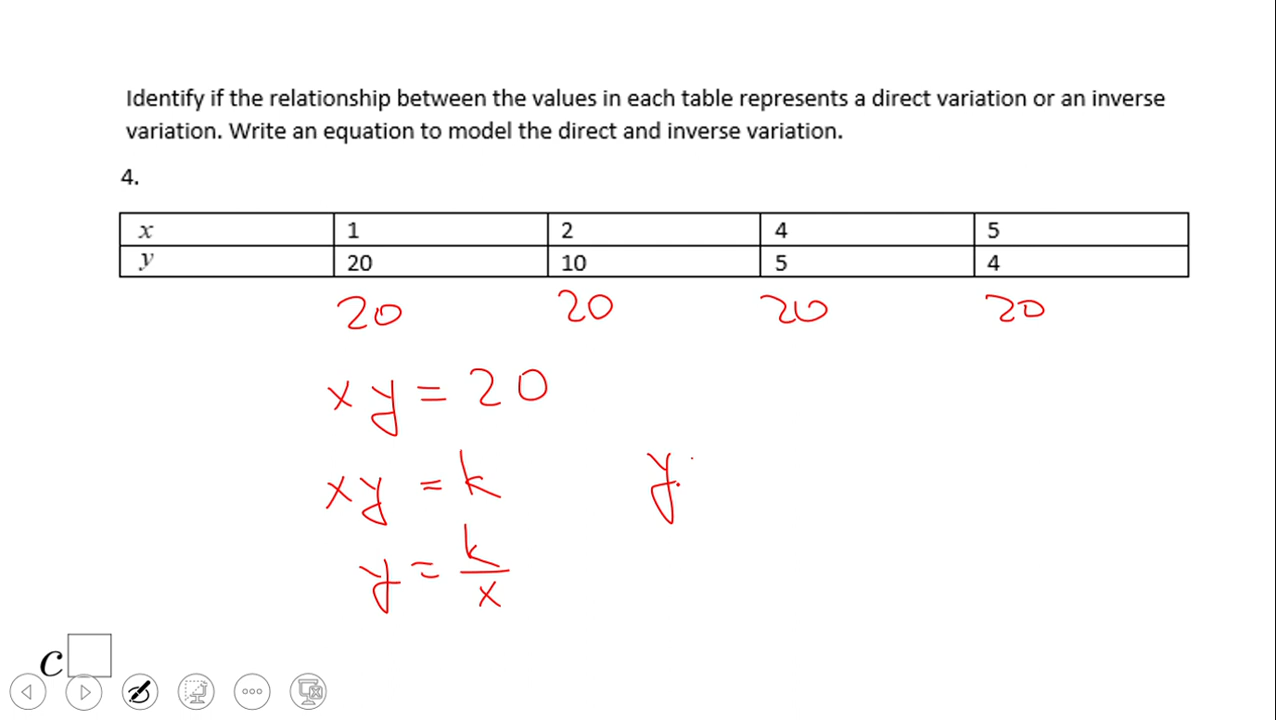 Identify if the relationship between the values in each table represents a direct variation or an inverse
variation. Write an equation to model the direct and inverse variation.
4.
x 1 2 4 5
y 20 10 5 4
20 20 20 20
xy = 20
xy = k
y
y = k/x
c